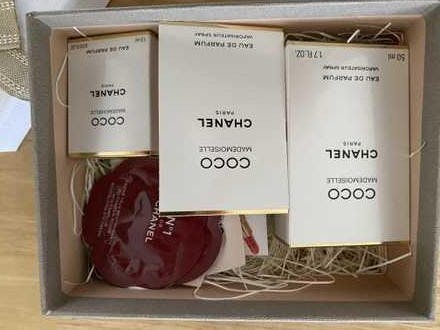 COCO
MADEMOISELLE
CHANEL
PARIS
EAU DE PARFUM
COCO
MADEMOISELLE
CHANEL
PARIS
EAU DE PARFUM
VAPORISATEUR SPRAY
COCO
MADEMOISELLE
CHANEL
PARIS
EAU DE PARFUM
VAPORISATEUR SPRAY
50 ml 1.7 FL.OZ.
N°1
CHANEL